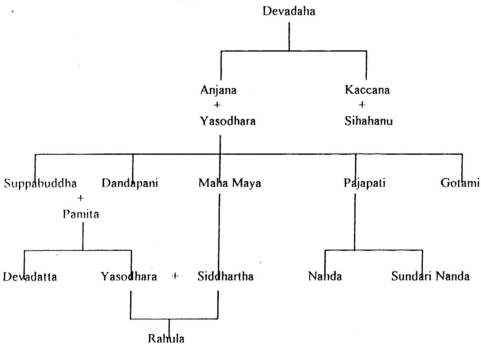 Devadaha
Anjana Kaccana
+ +
Yasodhara Sihahanu
Suppabuddha Dandapani Maha Maya Pajapati Gotami
+
Pamita
Devadatta Yasodhara + Siddhartha Nanda Sundari Nanda
Rahula